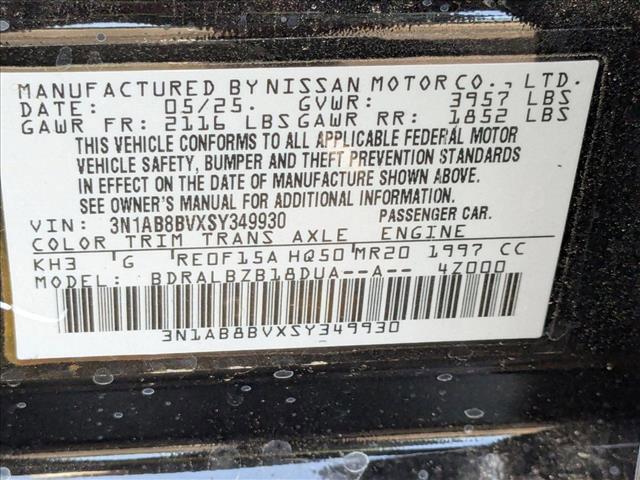 MANUFACTURED BY NISSAN MOTOR CO., LTD.
DATE: 05/25. GVWR: 3957 LBS
GAWR FR: 2116 LBS GAWR RR: 1852 LBS
THIS VEHICLE CONFORMS TO ALL APPLICABLE FEDERAL MOTOR
VEHICLE SAFETY, BUMPER AND THEFT PREVENTION STANDARDS
IN EFFECT ON THE DATE OF MANUFACTURE SHOWN ABOVE.
SEE OWNER'S MANUAL FOR ADDITIONAL INFORMATION.
VIN: 3N1AB8BVXSY349930 PASSENGER CAR.
COLOR TRIM TRANS AXLE ENGINE
KH3 G RE0F15A HQ50 MR20 1997 CC
MODEL: BDRALBZB18DUA--A-- 4Z000
3N1AB8BVXSY349930